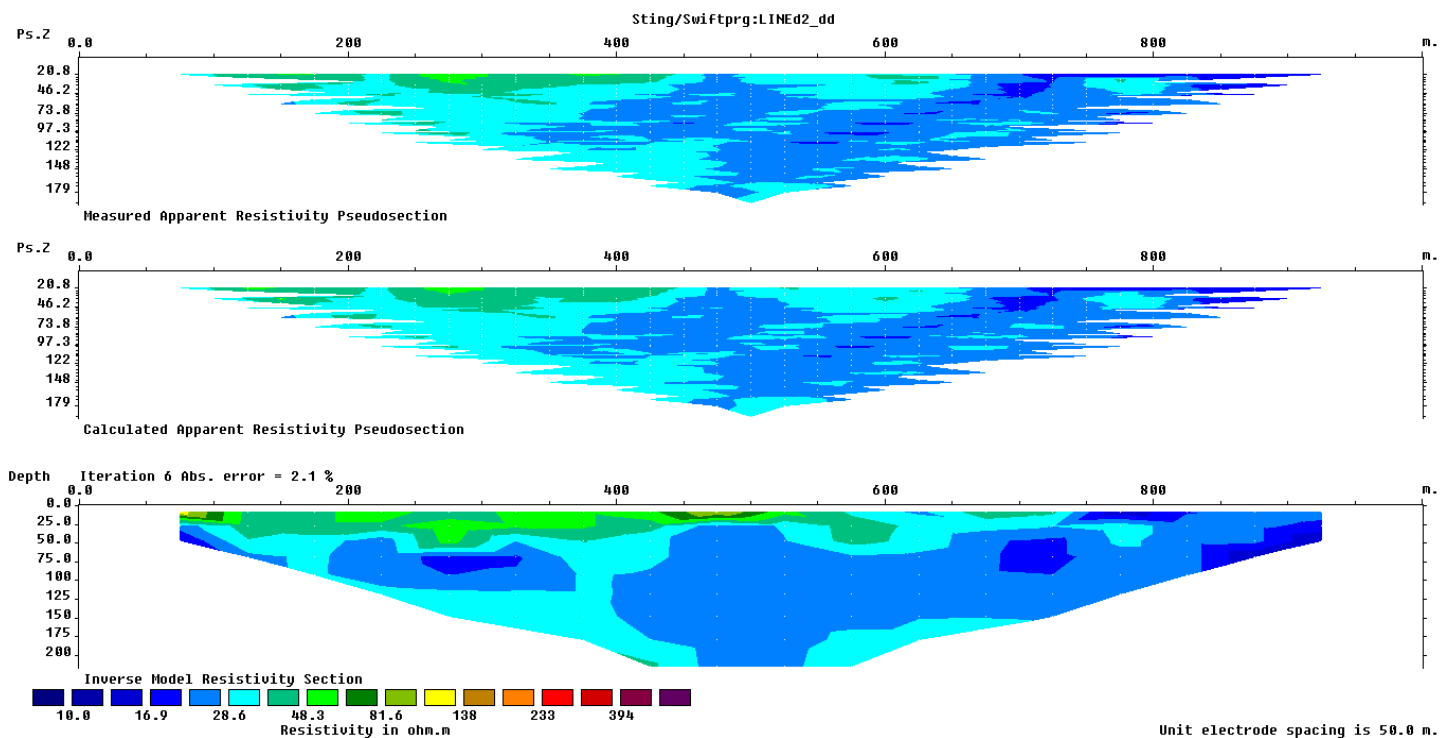 Sting/Swiftprg:LINEd2_dd
Ps.Z 0.0 200 400 600 800 m.
20.8
46.2
73.8
97.3
122
148
179
Measured Apparent Resistivity Pseudosection
Ps.Z 0.0 200 400 600 800 m.
20.8
46.2
73.8
97.3
122
148
179
Calculated Apparent Resistivity Pseudosection
Depth Iteration 6 Abs. error = 2.1 %
0.0 200 400 600 800 m.
0.0
25.0
50.0
75.0
100
125
150
175
200
Inverse Model Resistivity Section
10.0 16.9 28.6 48.3 81.6 138 233 394
Resistivity in ohm.m
Unit electrode spacing is 50.0 m.